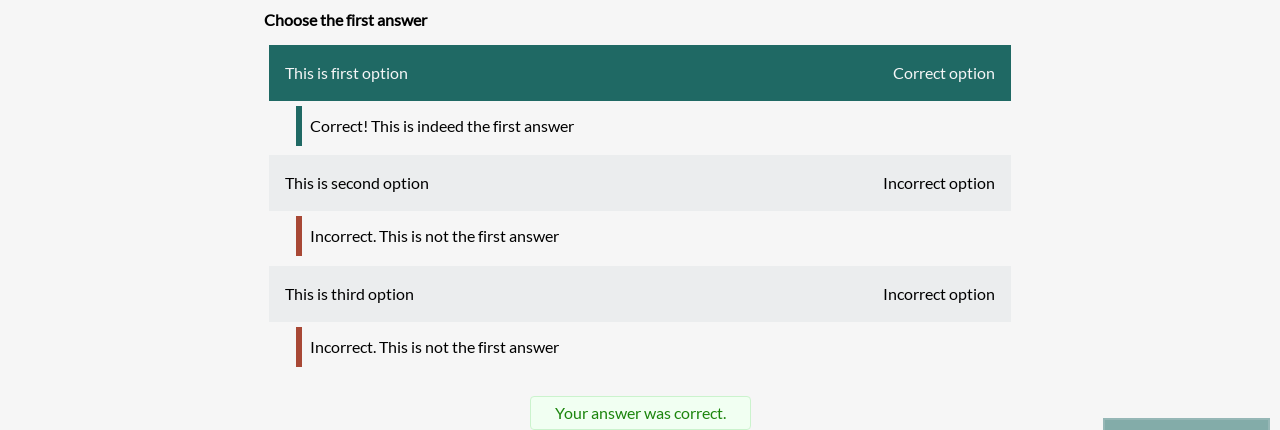 Choose the first answer
This is first option Correct option
Correct! This is indeed the first answer
This is second option Incorrect option
Incorrect. This is not the first answer
This is third option Incorrect option
Incorrect. This is not the first answer
Your answer was correct.